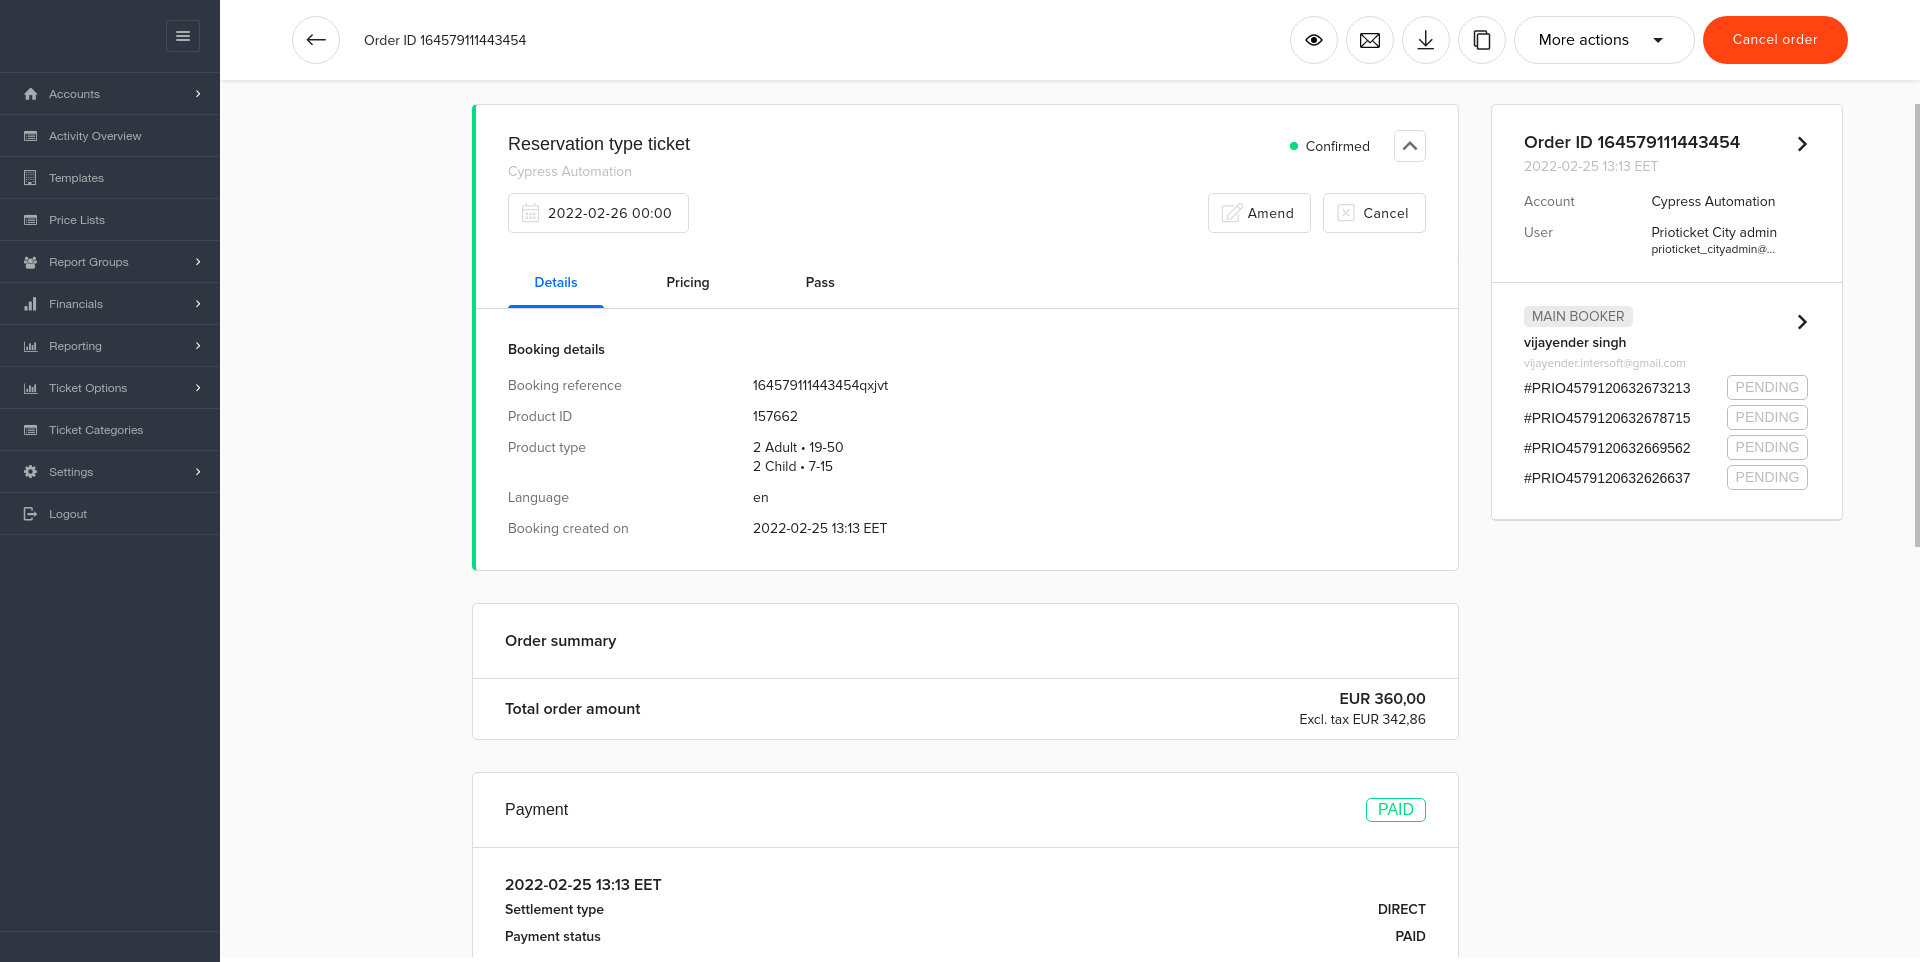 Order ID 164579111443454
More actions
Cancel order
Accounts
Activity Overview
Templates
Price Lists
Report Groups
Financials
Reporting
Ticket Options
Ticket Categories
Settings
Logout
Reservation type ticket
Confirmed
Cypress Automation
2022-02-26 00:00
Amend
Cancel
Details
Pricing
Pass
Booking details
Booking reference
164579111443454qxjvt
Product ID
157662
Product type
2 Adult • 19-50
2 Child • 7-15
Language
en
Booking created on
2022-02-25 13:13 EET
Order summary
Total order amount
EUR 360,00
Excl. tax EUR 342,86
Payment
PAID
2022-02-25 13:13 EET
Settlement type
DIRECT
Payment status
PAID
Order ID 164579111443454
2022-02-25 13:13 EET
Account
Cypress Automation
User
Prioticket City admin
prioticket_cityadmin@...
MAIN BOOKER
vijayender singh
vijayender.intersoft@gmail.com
#PRIO4579120632673213
PENDING
#PRIO4579120632678715
PENDING
#PRIO4579120632669562
PENDING
#PRIO4579120632626637
PENDING